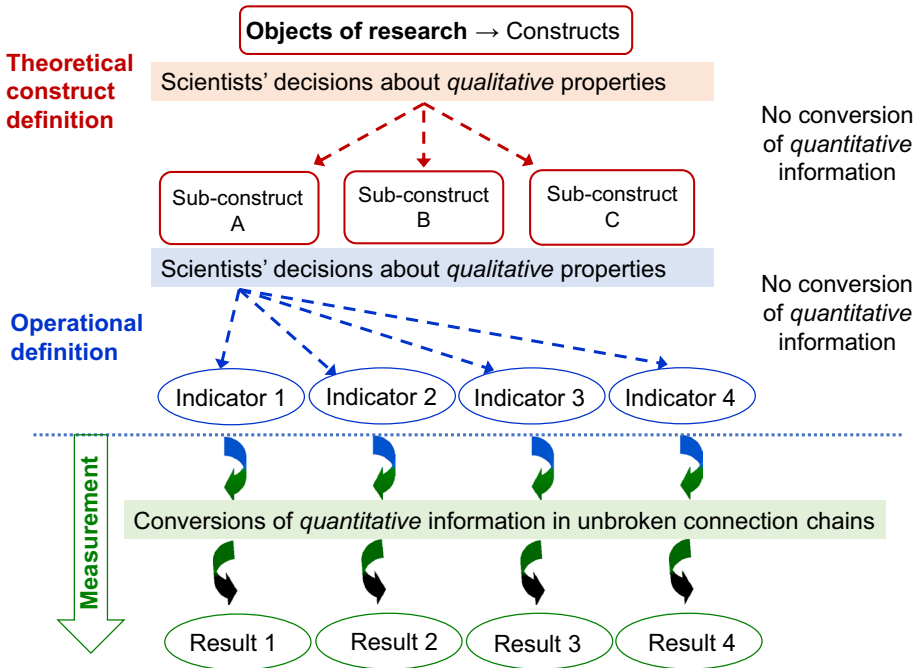 Objects of research → Constructs
Theoretical
construct
definition
Scientists' decisions about qualitative properties
No conversion
of quantitative
information
Sub-construct
A
Sub-construct
B
Sub-construct
C
Scientists' decisions about qualitative properties
No conversion
of quantitative
information
Operational
definition
Indicator 1
Indicator 2
Indicator 3
Indicator 4
Measurement
Conversions of quantitative information in unbroken connection chains
Result 1
Result 2
Result 3
Result 4